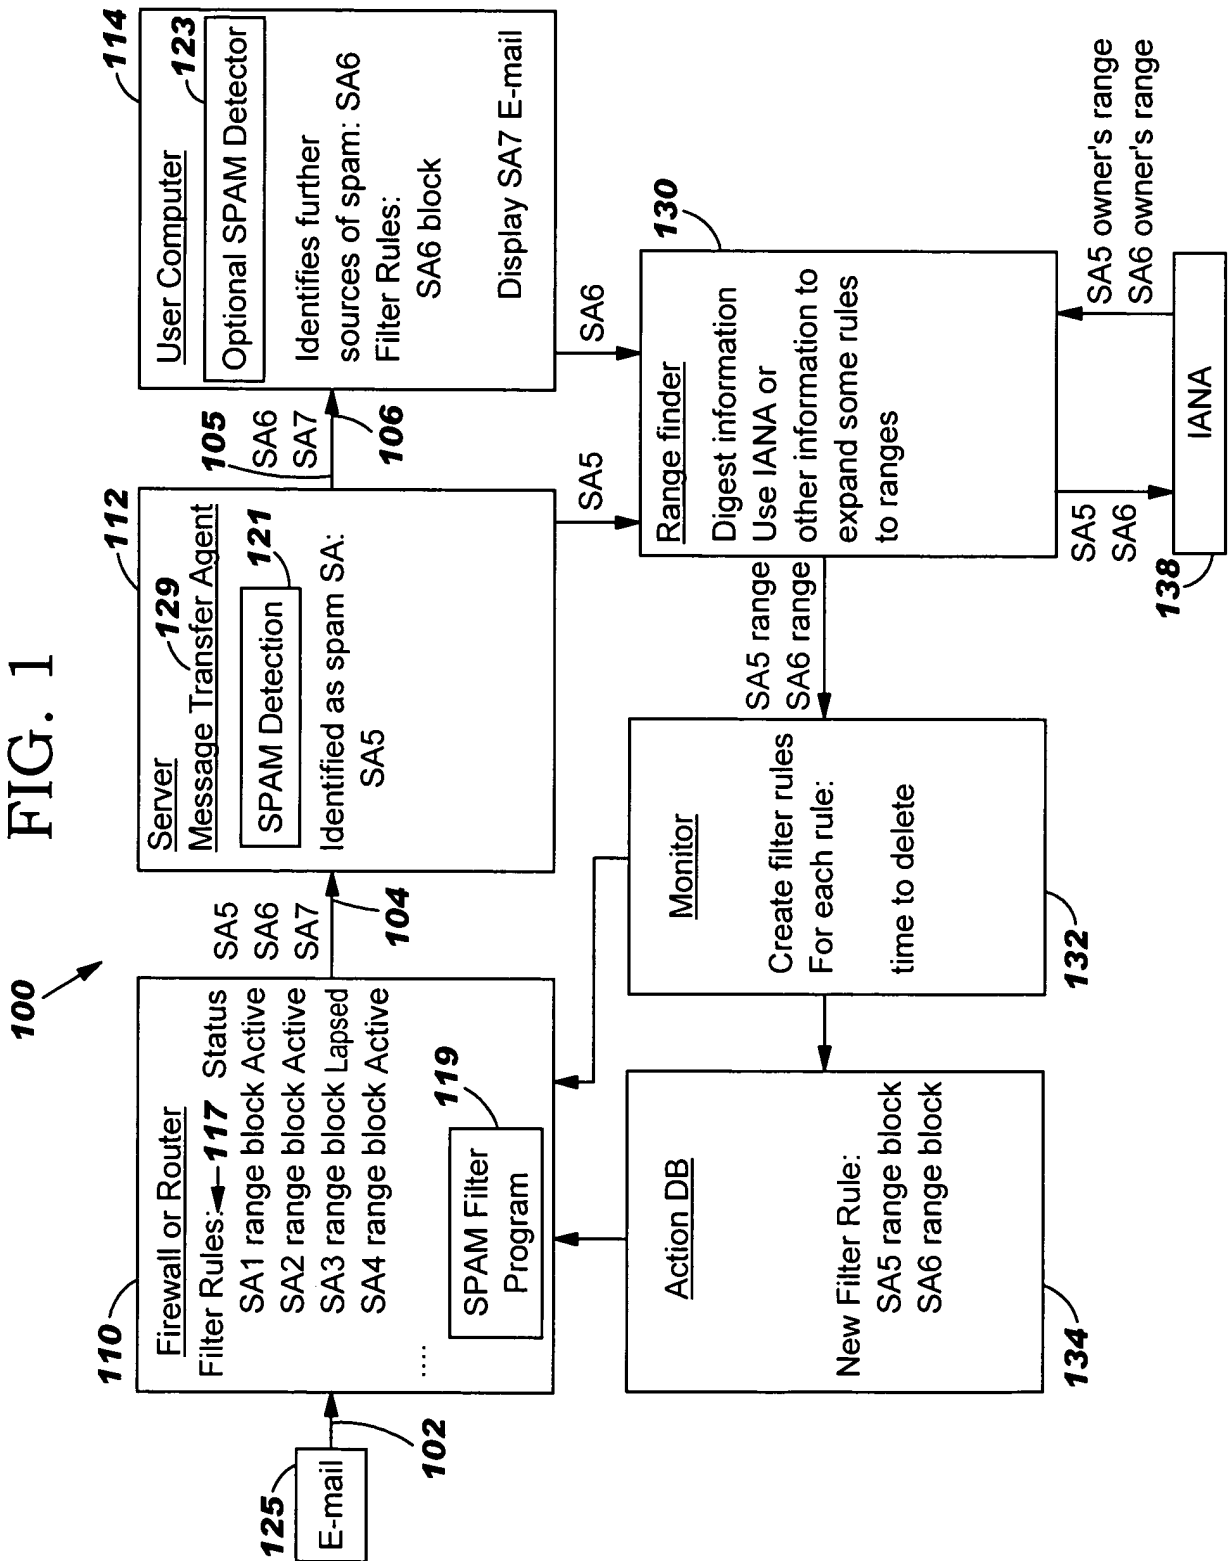 FIG. 1
100
125
E-mail
102
110
Firewall or Router
Filter Rules: 117 Status
SA1 range block Active
SA2 range block Active
SA3 range block Lapsed
SA4 range block Active
....
119
SPAM Filter
Program
SA5
SA6
SA7
104
112
Server
129
Message Transfer Agent
121
SPAM Detection
Identified as spam SA:
SA5
105
SA6
SA7
106
114
User Computer
123
Optional SPAM Detector
Identifies further
sources of spam: SA6
Filter Rules:
SA6 block
Display SA7 E-mail
SA5
SA6
134
Action DB
New Filter Rule:
SA5 range block
SA6 range block
132
Monitor
Create filter rules
For each rule:
time to delete
SA5 range
SA6 range
130
Range finder
Digest information
Use IANA or
other information to
expand some rules
to ranges
SA5
SA6
SA5 owner's range
SA6 owner's range
138
IANA